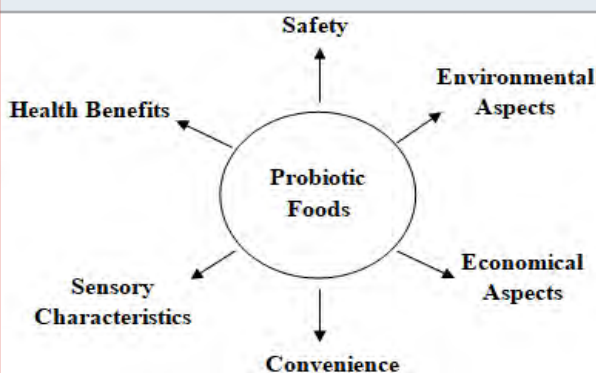 Safety
Environmental
Aspects
Health Benefits
Probiotic
Foods
Economical
Aspects
Sensory
Characteristics
Convenience